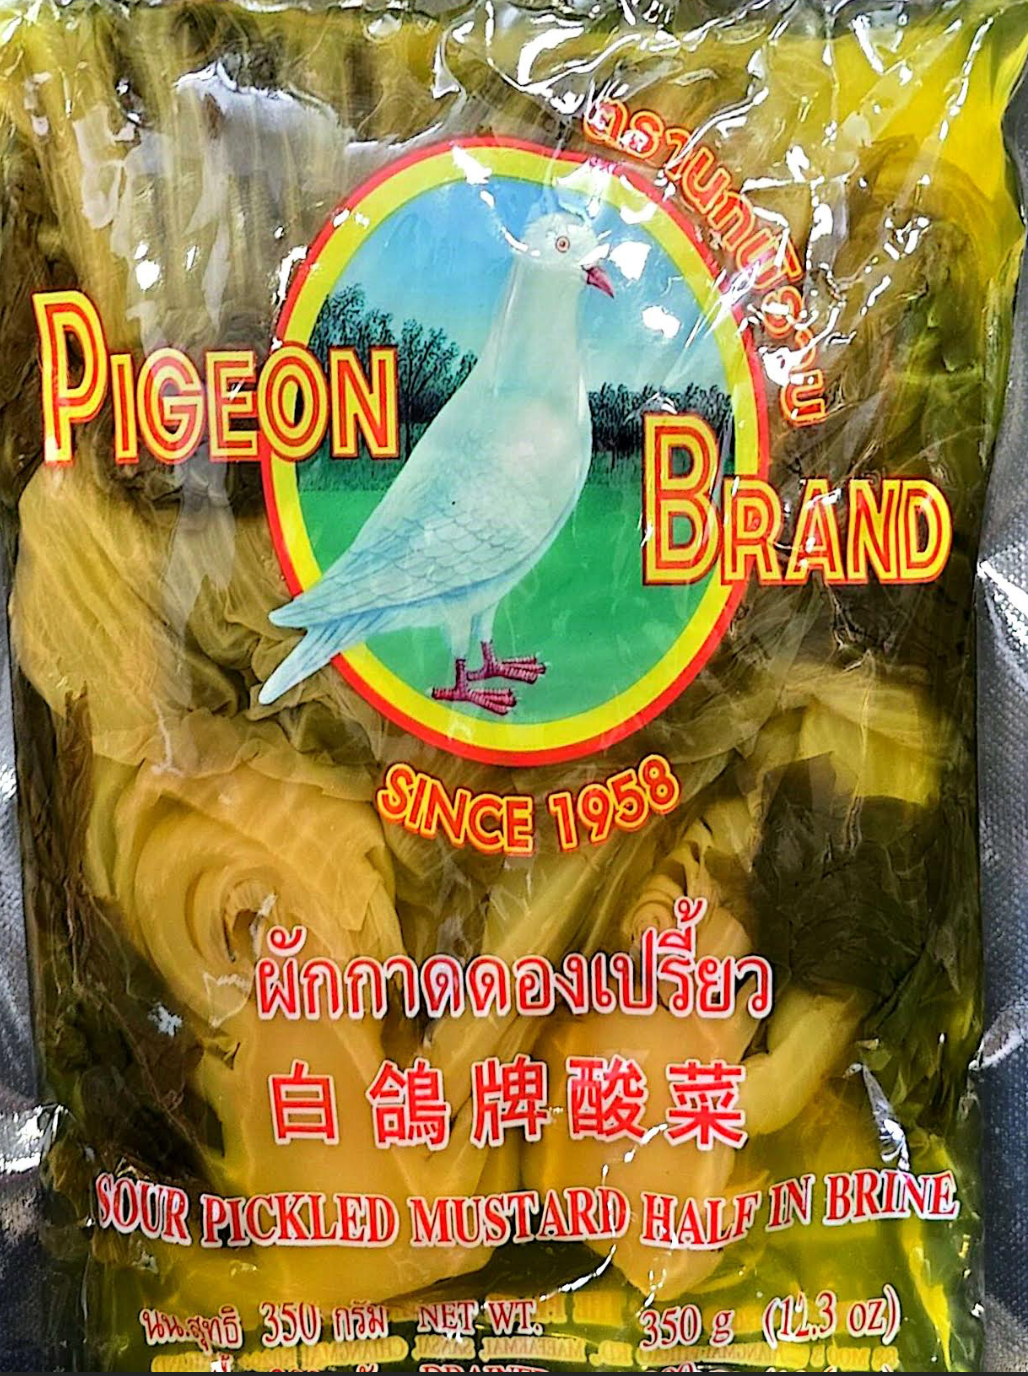 ตรานกพิราบ
PIGEON
BRAND
SINCE 1958
ผักกาดดองเปรี้ยว
白鴿牌酸菜
SOUR PICKLED MUSTARD HALF IN BRINE
นน.สุทธิ 350 กรัม NET WT. 350 g (12.3 oz)